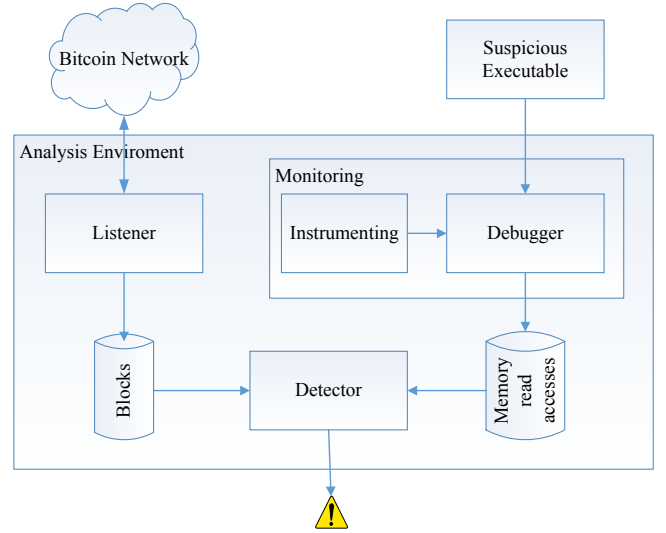 Bitcoin Network
Suspicious
Executable
Analysis Enviroment
Monitoring
Listener
Instrumenting
Debugger
Blocks
Detector
Memory
read
accesses